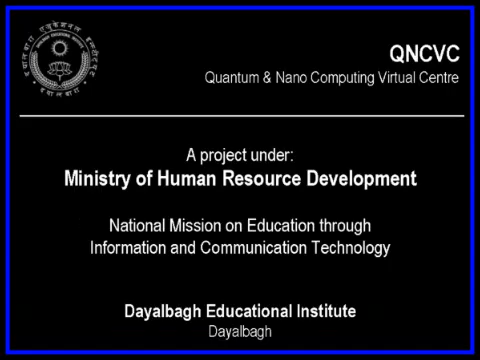 QNCVC
Quantum & Nano Computing Virtual Centre
A project under:
Ministry of Human Resource Development
National Mission on Education through
Information and Communication Technology
Dayalbagh Educational Institute
Dayalbagh